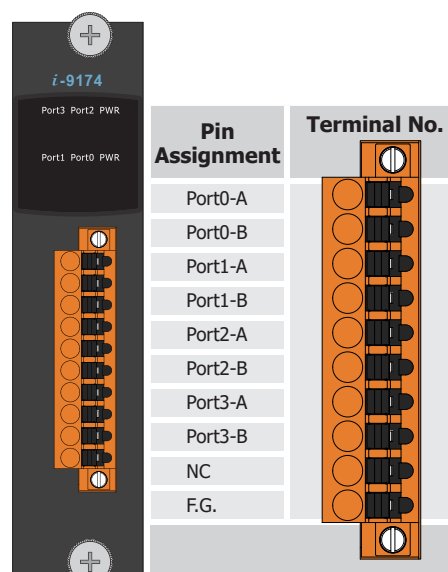 i-9174
Port3 Port2 PWR
Port1 Port0 PWR
Pin Assignment
Terminal No.
Port0-A
Port0-B
Port1-A
Port1-B
Port2-A
Port2-B
Port3-A
Port3-B
NC
F.G.